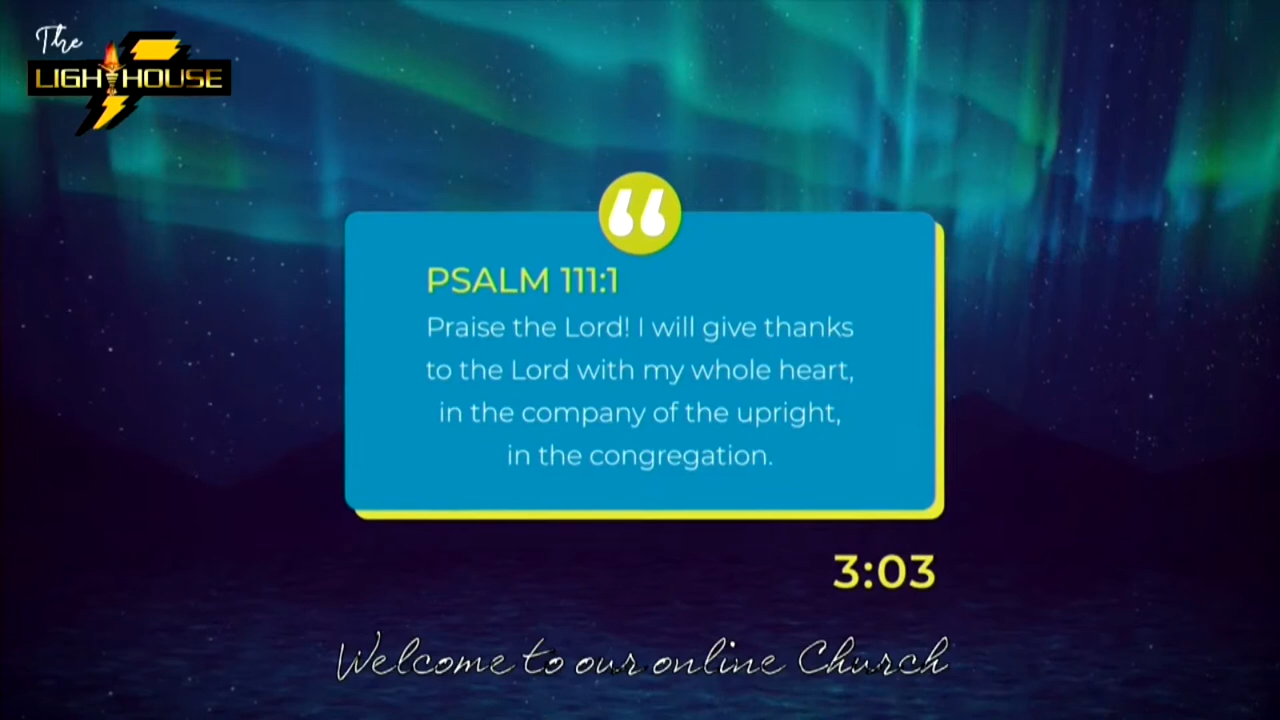 The
LIGHTHOUSE
PSALM 111:1
Praise the Lord! I will give thanks
to the Lord with my whole heart,
in the company of the upright,
in the congregation.
3:03
Welcome to our online Church